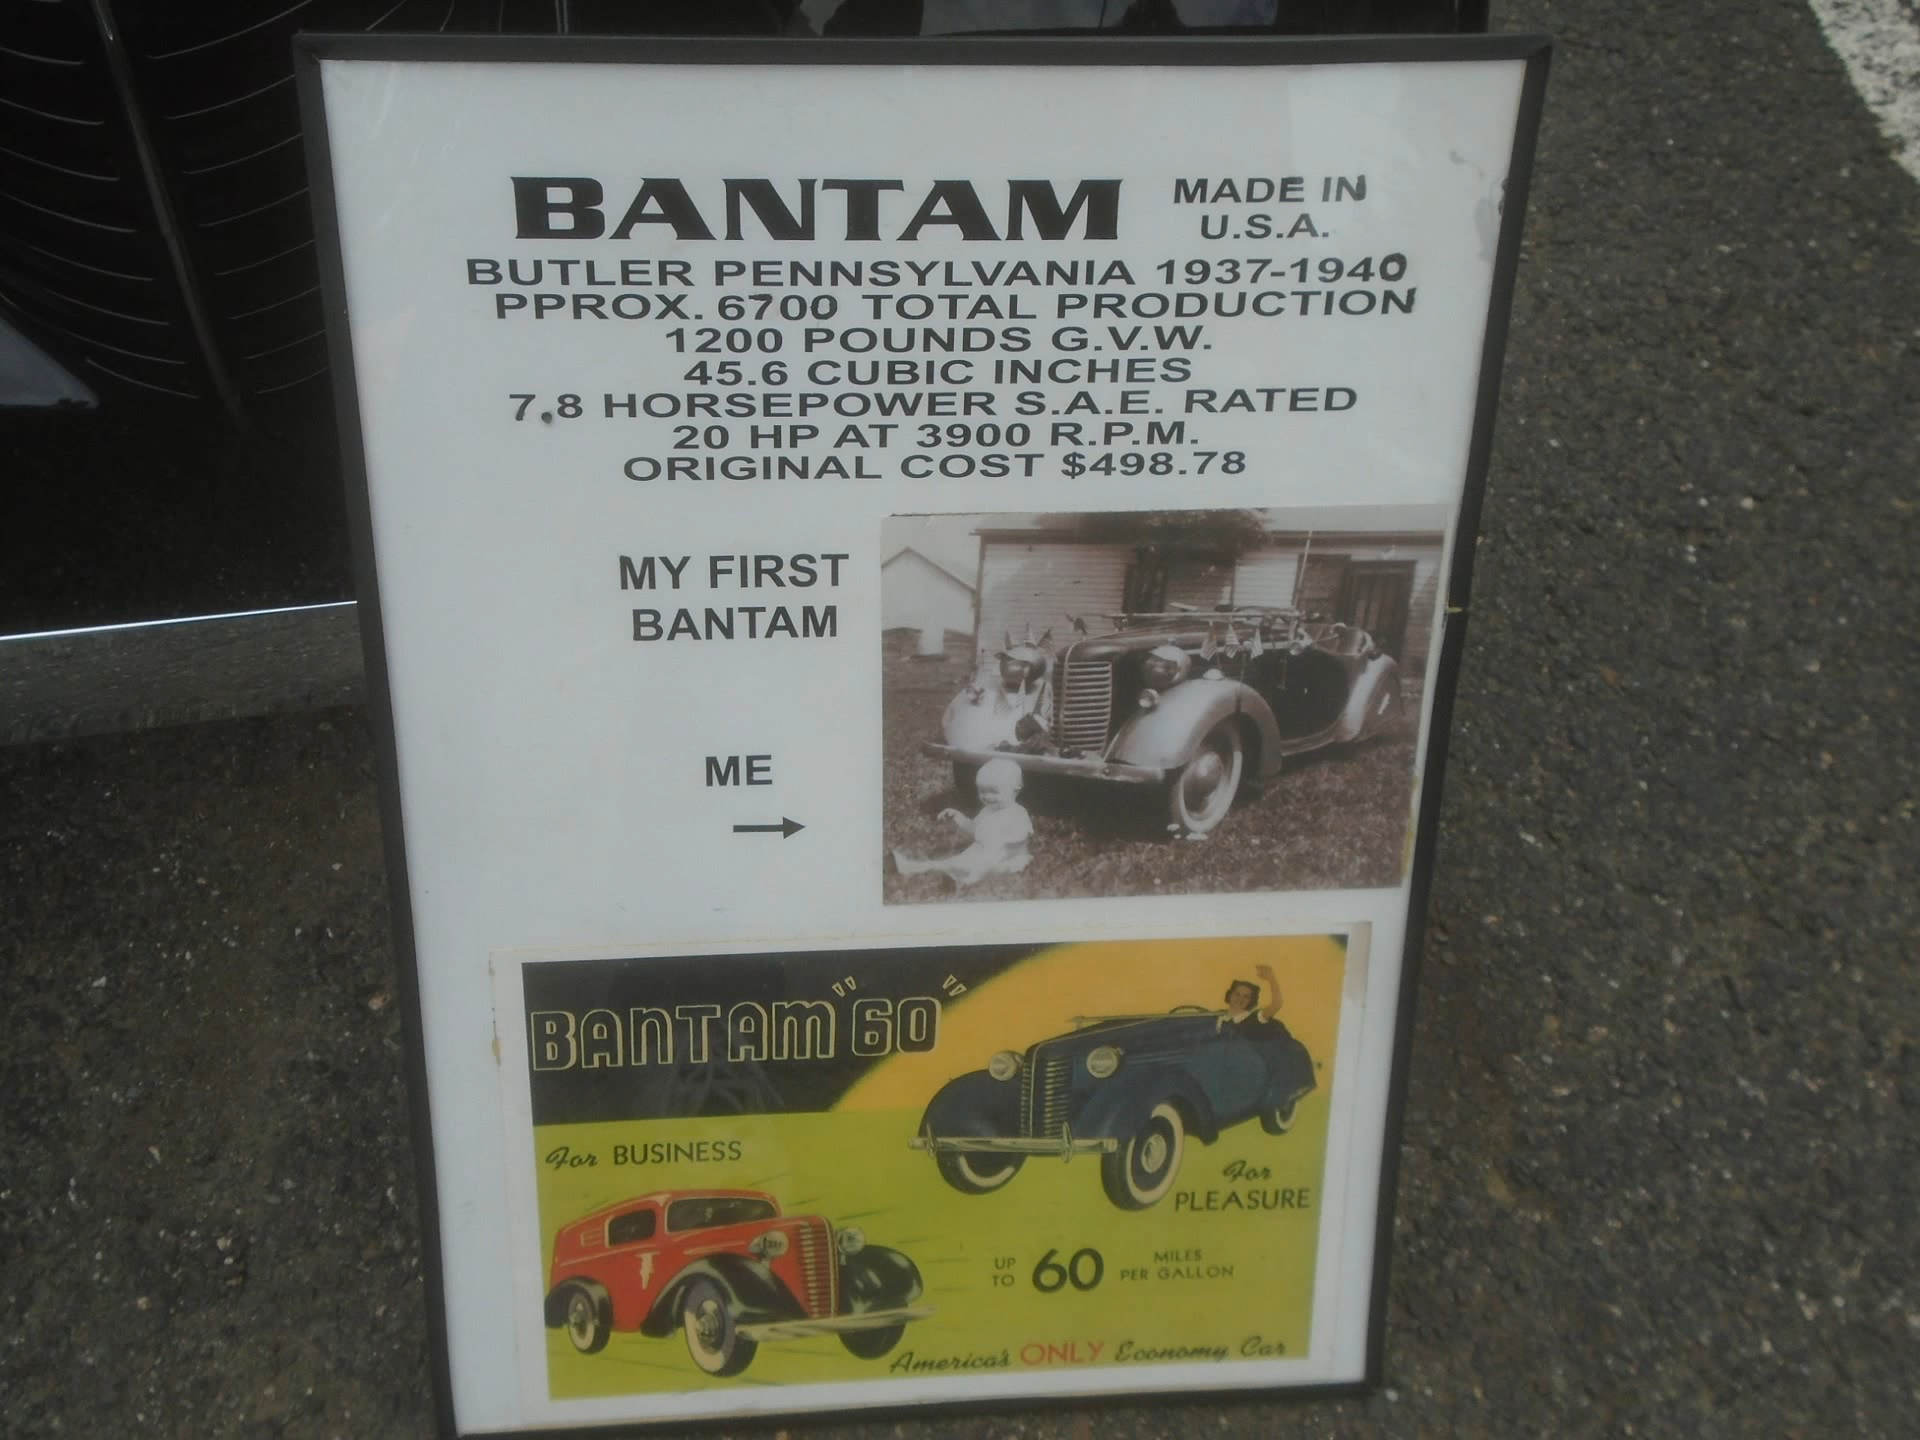 BANTAM MADE IN
U.S.A.
BUTLER PENNSYLVANIA 1937-1940
PPROX. 6700 TOTAL PRODUCTION
1200 POUNDS G.V.W.
45.6 CUBIC INCHES
7.8 HORSEPOWER S.A.E. RATED
20 HP AT 3900 R.P.M.
ORIGINAL COST $498.78
MY FIRST
BANTAM
ME
BANTAM "60"
For BUSINESS
For
PLEASURE
UP TO 60 MILES PER GALLON
America's ONLY Economy Car